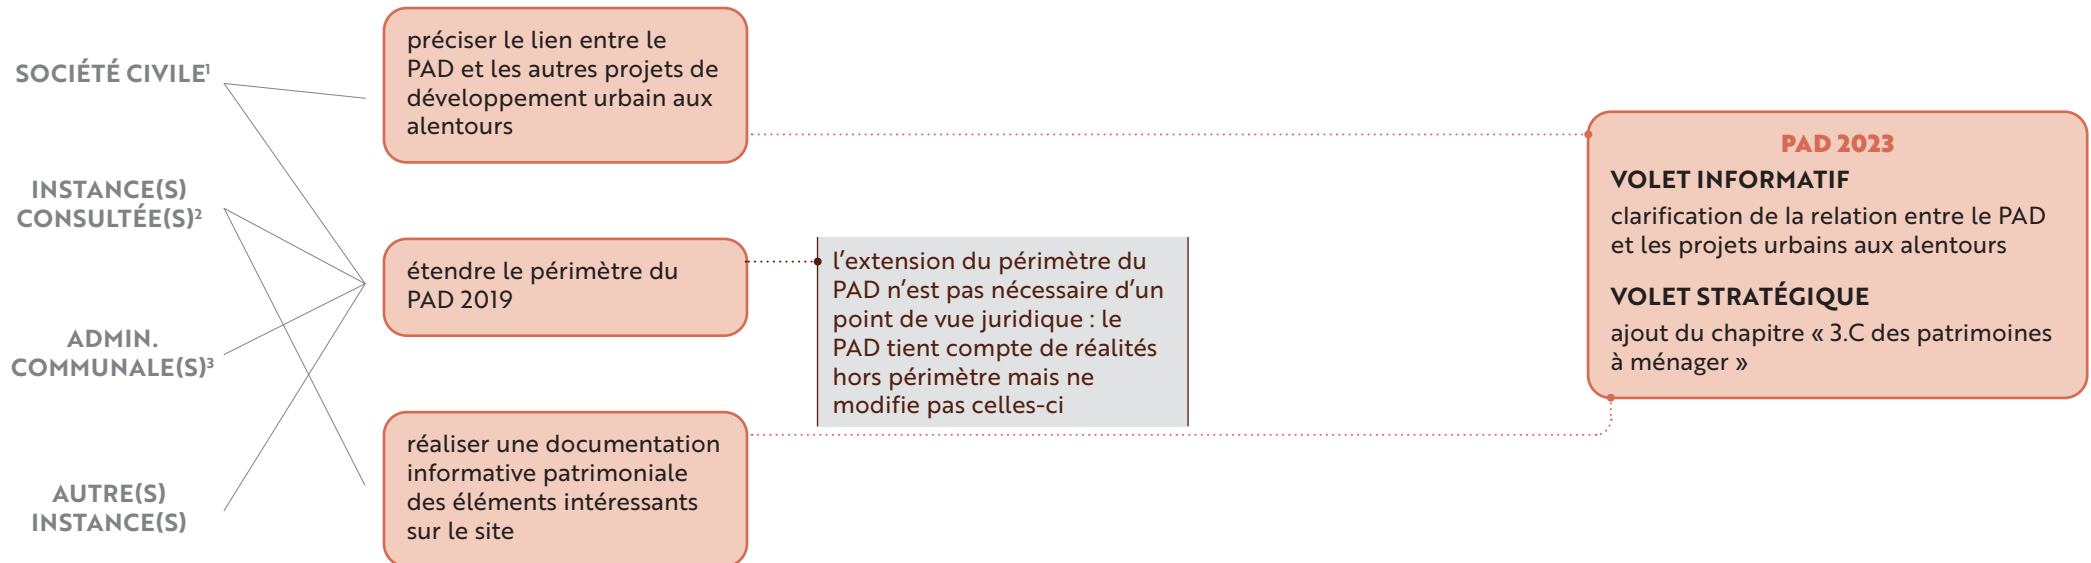 SOCIÉTÉ CIVILE¹
INSTANCE(S)
CONSULTÉE(S)²
ADMIN.
COMMUNALE(S)³
AUTRE(S)
INSTANCE(S)
préciser le lien entre le
PAD et les autres projets de
développement urbain aux
alentours
étendre le périmètre du
PAD 2019
réaliser une documentation
informative patrimoniale
des éléments intéressants
sur le site
l’extension du périmètre du
PAD n’est pas nécessaire d’un
point de vue juridique : le
PAD tient compte de réalités
hors périmètre mais ne
modifie pas celles-ci
PAD 2023
VOLET INFORMATIF
clarification de la relation entre le PAD
et les projets urbains aux alentours
VOLET STRATÉGIQUE
ajout du chapitre « 3.C des patrimoines
à ménager »